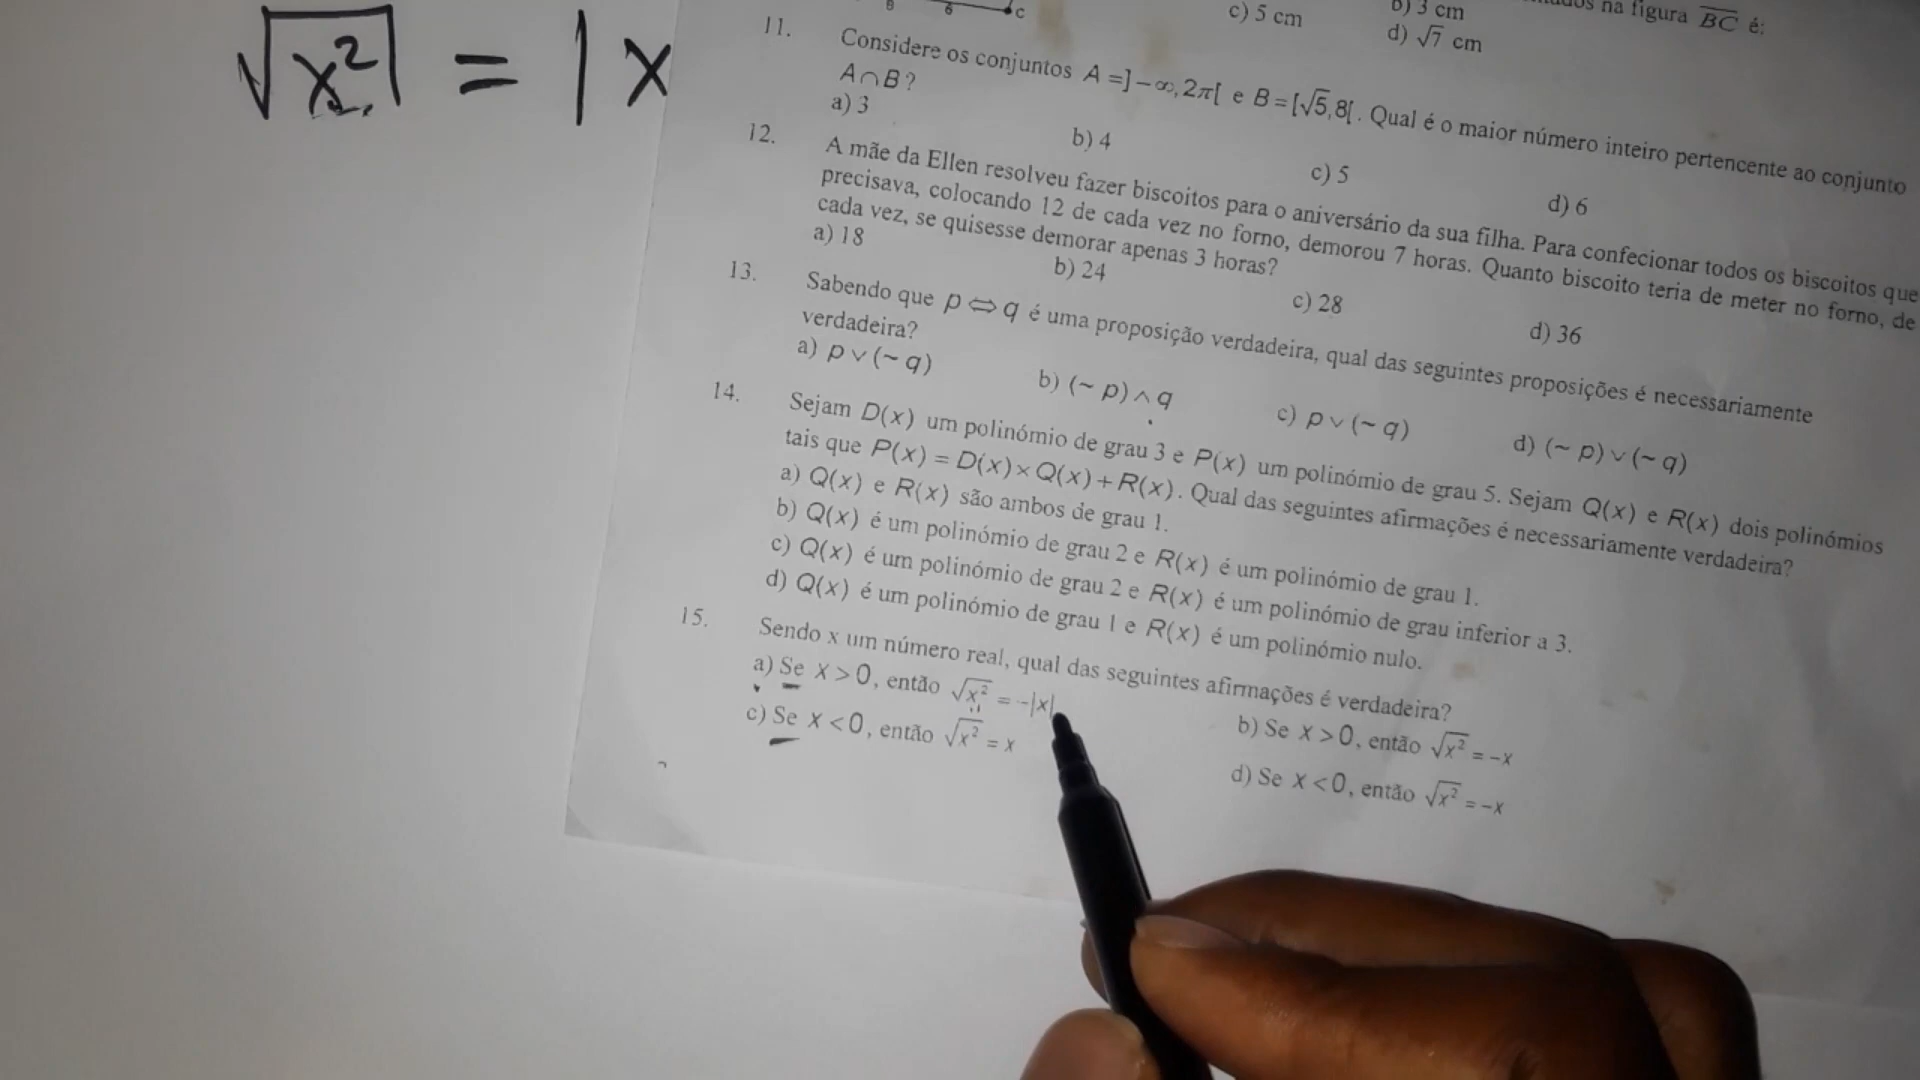 √x² = |x
B 6 C
c) 5 cm
b) 3 cm
na figura BC é:
d) √7 cm
11. Considere os conjuntos A =]−∞,2π[ e B=[√5,8[. Qual é o maior número inteiro pertencente ao conjunto
A∩B?
a) 3 b) 4 c) 5 d) 6
12. A mãe da Ellen resolveu fazer biscoitos para o aniversário da sua filha. Para confecionar todos os biscoitos que
precisava, colocando 12 de cada vez no forno, demorou 7 horas. Quanto biscoito teria de meter no forno, de
cada vez, se quisesse demorar apenas 3 horas?
a) 18 b) 24 c) 28 d) 36
13. Sabendo que p⇔q é uma proposição verdadeira, qual das seguintes proposições é necessariamente
verdadeira?
a) p∨(~q) b) (~p)∧q c) p∨(~q) d) (~p)∨(~q)
14. Sejam D(x) um polinómio de grau 3 e P(x) um polinómio de grau 5. Sejam Q(x) e R(x) dois polinómios
tais que P(x) = D(x)×Q(x)+R(x). Qual das seguintes afirmações é necessariamente verdadeira?
a) Q(x) e R(x) são ambos de grau 1.
b) Q(x) é um polinómio de grau 2 e R(x) é um polinómio de grau 1.
c) Q(x) é um polinómio de grau 2 e R(x) é um polinómio de grau inferior a 3.
d) Q(x) é um polinómio de grau 1 e R(x) é um polinómio nulo.
15. Sendo x um número real, qual das seguintes afirmações é verdadeira?
a) Se x>0, então √x² = −|x| b) Se x>0, então √x² = −x
c) Se x<0, então √x² = x d) Se x<0, então √x² = −x